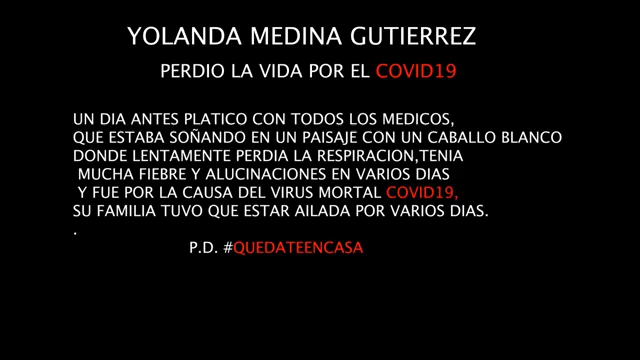 YOLANDA MEDINA GUTIERREZ
PERDIO LA VIDA POR EL COVID19
UN DIA ANTES PLATICO CON TODOS LOS MEDICOS,
QUE ESTABA SOÑANDO EN UN PAISAJE CON UN CABALLO BLANCO
DONDE LENTAMENTE PERDIA LA RESPIRACION,TENIA
MUCHA FIEBRE Y ALUCINACIONES EN VARIOS DIAS
Y FUE POR LA CAUSA DEL VIRUS MORTAL COVID19,
SU FAMILIA TUVO QUE ESTAR AILADA POR VARIOS DIAS.
.
P.D. #QUEDATEENCASA